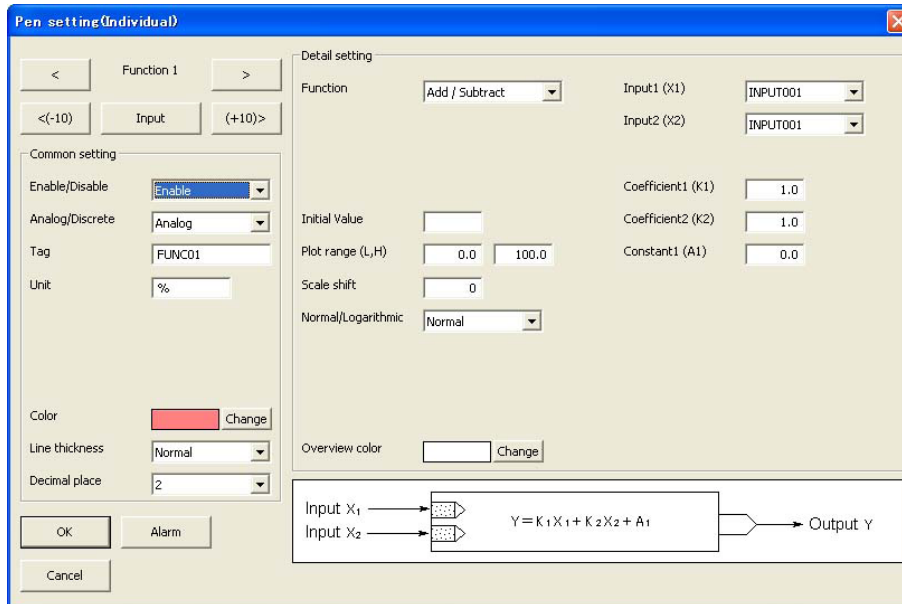 Pen setting(Individual)
< Function 1 >
<(-10) Input (+10)>
Common setting
Enable/Disable Enable
Analog/Discrete Analog
Tag FUNC01
Unit %
Color Change
Line thickness Normal
Decimal place 2
OK Alarm
Cancel
Detail setting
Function Add / Subtract Input1 (X1) INPUT001
Input2 (X2) INPUT001
Coefficient1 (K1) 1.0
Initial Value Coefficient2 (K2) 1.0
Plot range (L,H) 0.0 100.0 Constant1 (A1) 0.0
Scale shift 0
Normal/Logarithmic Normal
Overview color Change
Input X1
Y=K1X1+K2X2+A1 Output Y
Input X2